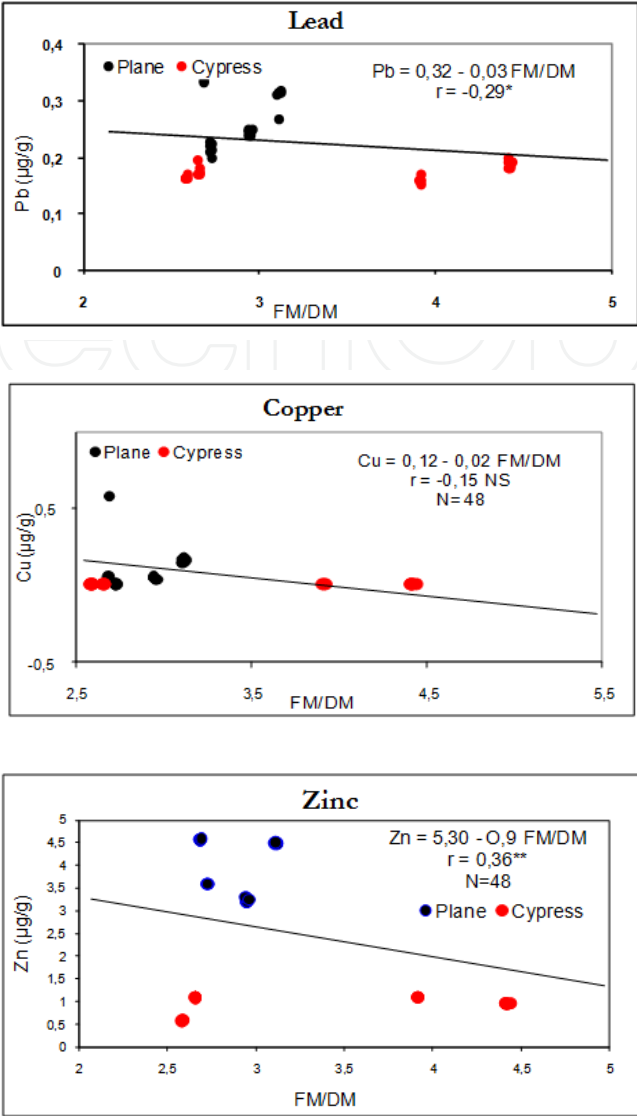 Lead
0,4
Plane Cypress
Pb = 0,32 - 0,03 FM/DM
r = -0,29*
0,3
Pb (µg/g)
0,2
0,1
0
2 3 4 5
FM/DM
Copper
Plane Cypress
Cu = 0,12 - 0,02 FM/DM
r = -0,15 NS
N= 48
0,5
Cu (µg/g)
-0,5
2,5 3,5 4,5 5,5
FM/DM
Zinc
5
Zn = 5,30 - O,9 FM/DM
4,5
r = 0,36**
4
N=48
3,5
Plane Cypress
3
2,5
Zn (µg/g)
2
1,5
1
0,5
0
2 2,5 3 3,5 4 4,5 5
FM/DM